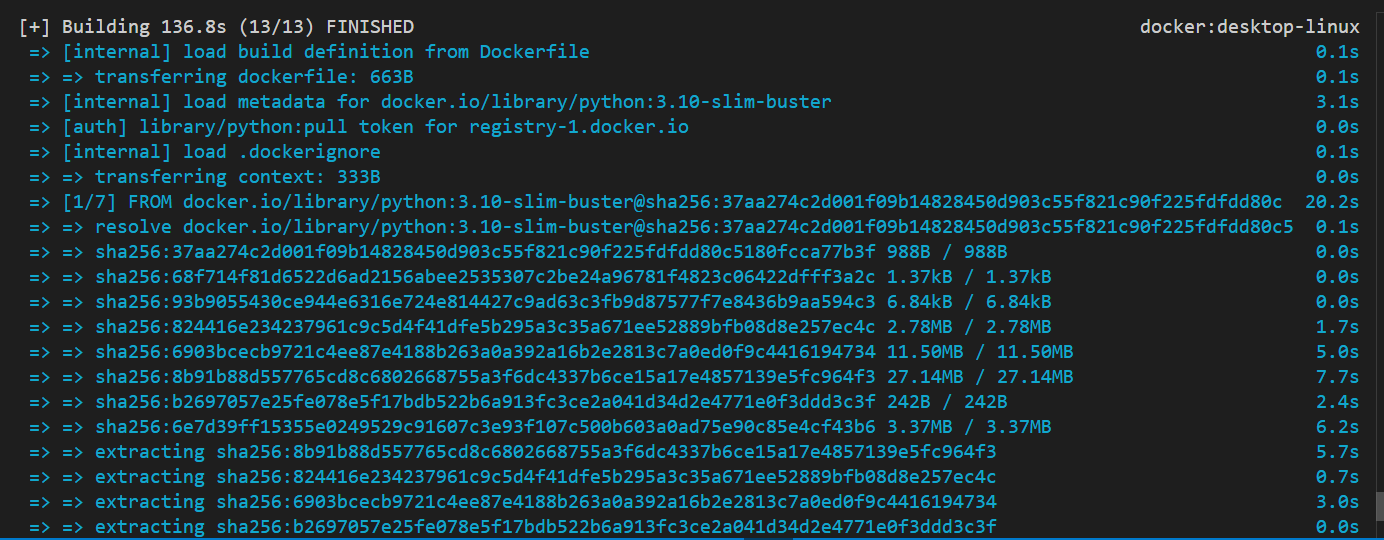 [+] Building 136.8s (13/13) FINISHED docker:desktop-linux
=> [internal] load build definition from Dockerfile 0.1s
=> => transferring dockerfile: 663B 0.1s
=> [internal] load metadata for docker.io/library/python:3.10-slim-buster 3.1s
=> [auth] library/python:pull token for registry-1.docker.io 0.0s
=> [internal] load .dockerignore 0.1s
=> => transferring context: 333B 0.0s
=> [1/7] FROM docker.io/library/python:3.10-slim-buster@sha256:37aa274c2d001f09b14828450d903c55f821c90f225fdfdd80c 20.2s
=> => resolve docker.io/library/python:3.10-slim-buster@sha256:37aa274c2d001f09b14828450d903c55f821c90f225fdfdd80c5 0.1s
=> => sha256:37aa274c2d001f09b14828450d903c55f821c90f225fdfdd80c5180fcca77b3f 988B / 988B 0.0s
=> => sha256:68f714f81d6522d6ad2156abee2535307c2be24a96781f4823c06422dfff3a2c 1.37kB / 1.37kB 0.0s
=> => sha256:93b9055430ce944e6316e724e814427c9ad63c3fb9d87577f7e8436b9aa594c3 6.84kB / 6.84kB 0.0s
=> => sha256:824416e234237961c9c5d4f41dfe5b295a3c35a671ee52889bfb08d8e257ec4c 2.78MB / 2.78MB 1.7s
=> => sha256:6903bcecb9721c4ee87e4188b263a0a392a16b2e2813c7a0ed0f9c4416194734 11.50MB / 11.50MB 5.0s
=> => sha256:8b91b88d557765cd8c6802668755a3f6dc4337b6ce15a17e4857139e5fc964f3 27.14MB / 27.14MB 7.7s
=> => sha256:b2697057e25fe078e5f17bdb522b6a913fc3ce2a041d34d2e4771e0f3ddd3c3f 242B / 242B 2.4s
=> => sha256:6e7d39ff15355e0249529c91607c3e93f107c500b603a0ad75e90c85e4cf43b6 3.37MB / 3.37MB 6.2s
=> => extracting sha256:8b91b88d557765cd8c6802668755a3f6dc4337b6ce15a17e4857139e5fc964f3 5.7s
=> => extracting sha256:824416e234237961c9c5d4f41dfe5b295a3c35a671ee52889bfb08d8e257ec4c 0.7s
=> => extracting sha256:6903bcecb9721c4ee87e4188b263a0a392a16b2e2813c7a0ed0f9c4416194734 3.0s
=> => extracting sha256:b2697057e25fe078e5f17bdb522b6a913fc3ce2a041d34d2e4771e0f3ddd3c3f 0.0s